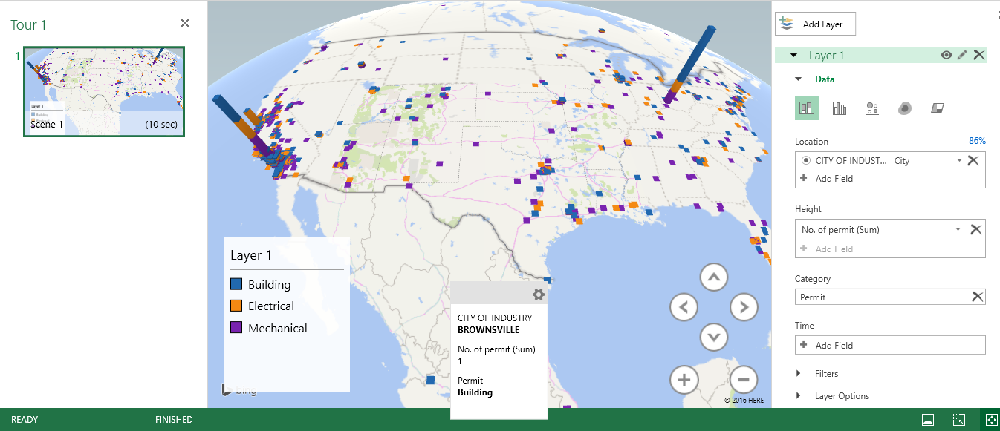 Tour 1
1
Layer 1
Scene 1
(10 sec)
Layer 1
Building
Electrical
Mechanical
bing
CITY OF INDUSTRY
BROWNSVILLE
No. of permit (Sum)
1
Permit
Building
© 2016 HERE
Add Layer
Layer 1
Data
Location
86%
CITY OF INDUST... City
Add Field
Height
No. of permit (Sum)
Add Field
Category
Permit
Time
Add Field
Filters
Layer Options
READY
FINISHED